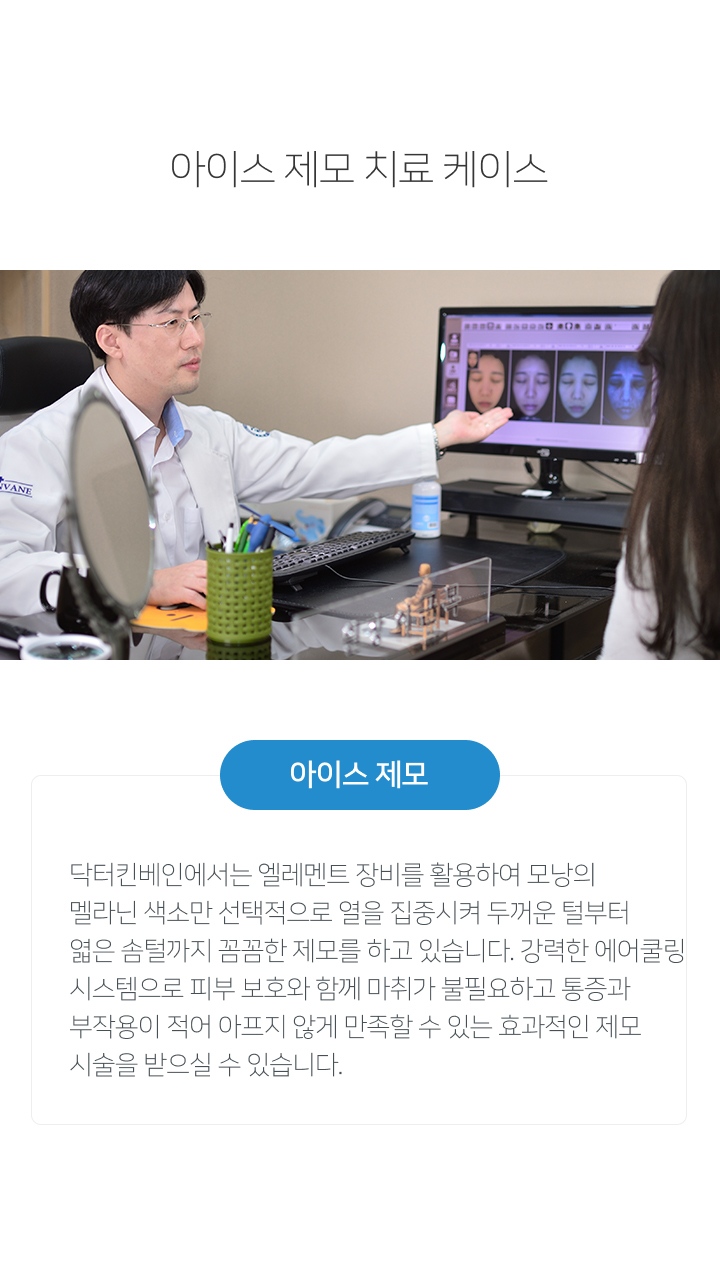 아이스 제모 치료 케이스
NVANE
아이스 제모
닥터킨베인에서는 엘레멘트 장비를 활용하여 모낭의
멜라닌 색소만 선택적으로 열을 집중시켜 두꺼운 털부터
엷은 솜털까지 꼼꼼한 제모를 하고 있습니다. 강력한 에어쿨링
시스템으로 피부 보호와 함께 마취가 불필요하고 통증과
부작용이 적어 아프지 않게 만족할 수 있는 효과적인 제모
시술을 받으실 수 있습니다.